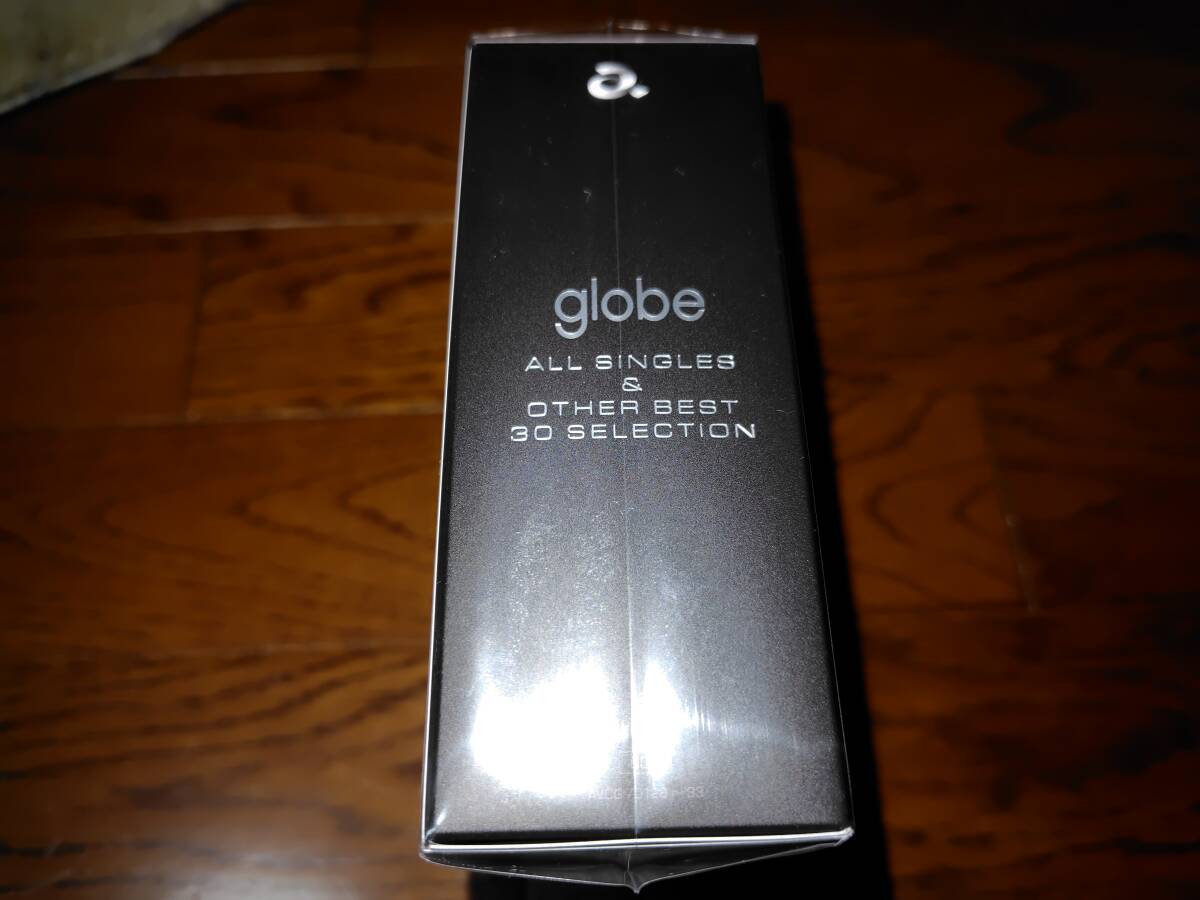 a.
globe
ALL SINGLES
&
OTHER BEST
30 SELECTION